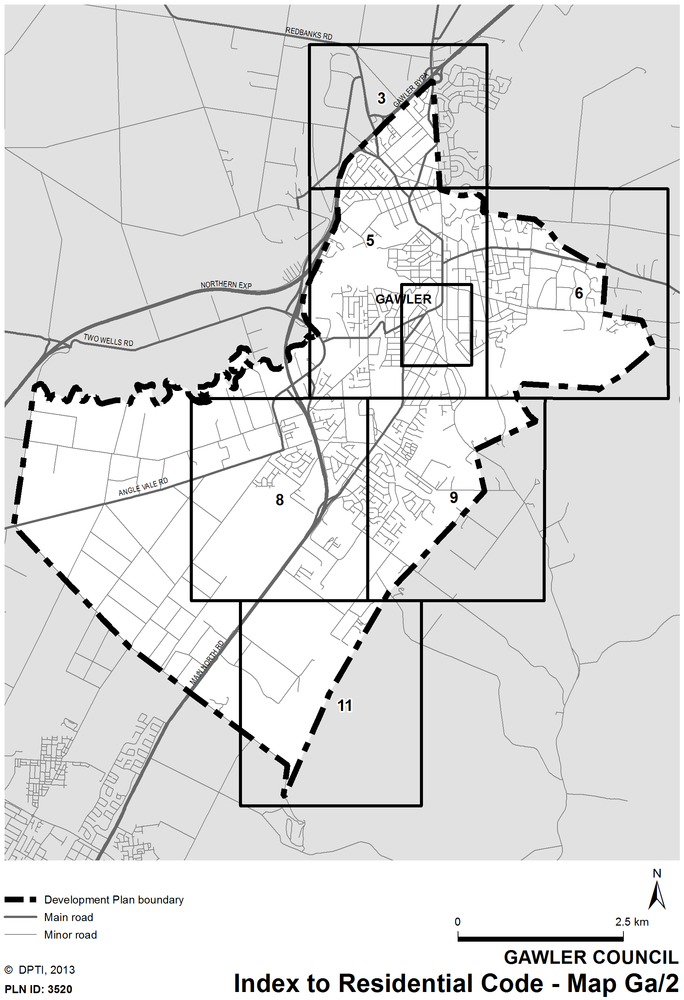 REDBANKS RD
GAWLER BYPA
3
5
NORTHERN EXP
6
GAWLER
TWO WELLS RD
ANGLE VALE RD
8
9
MAIN NORTH RD
11
N
Development Plan boundary
Main road
Minor road
0 2.5 km
GAWLER COUNCIL
© DPTI, 2013
Index to Residential Code - Map Ga/2
PLN ID: 3520